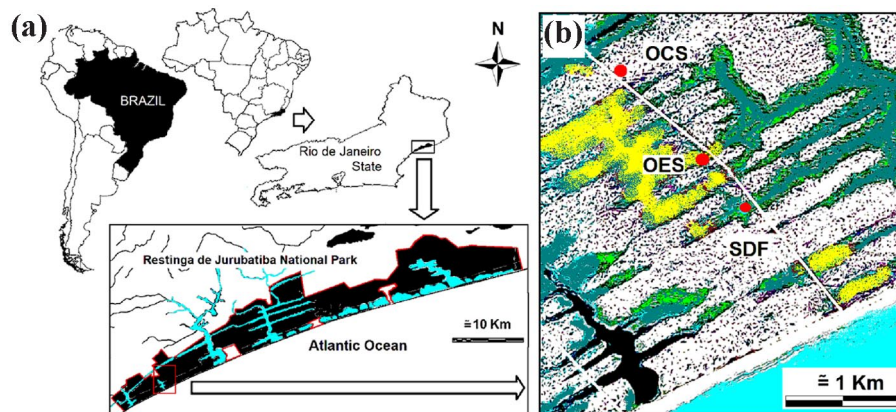 (a)
N
BRAZIL
Rio de Janeiro
State
Restinga de Jurubatiba National Park
≅10 Km
Atlantic Ocean
(b)
OCS
OES
SDF
≅ 1 Km